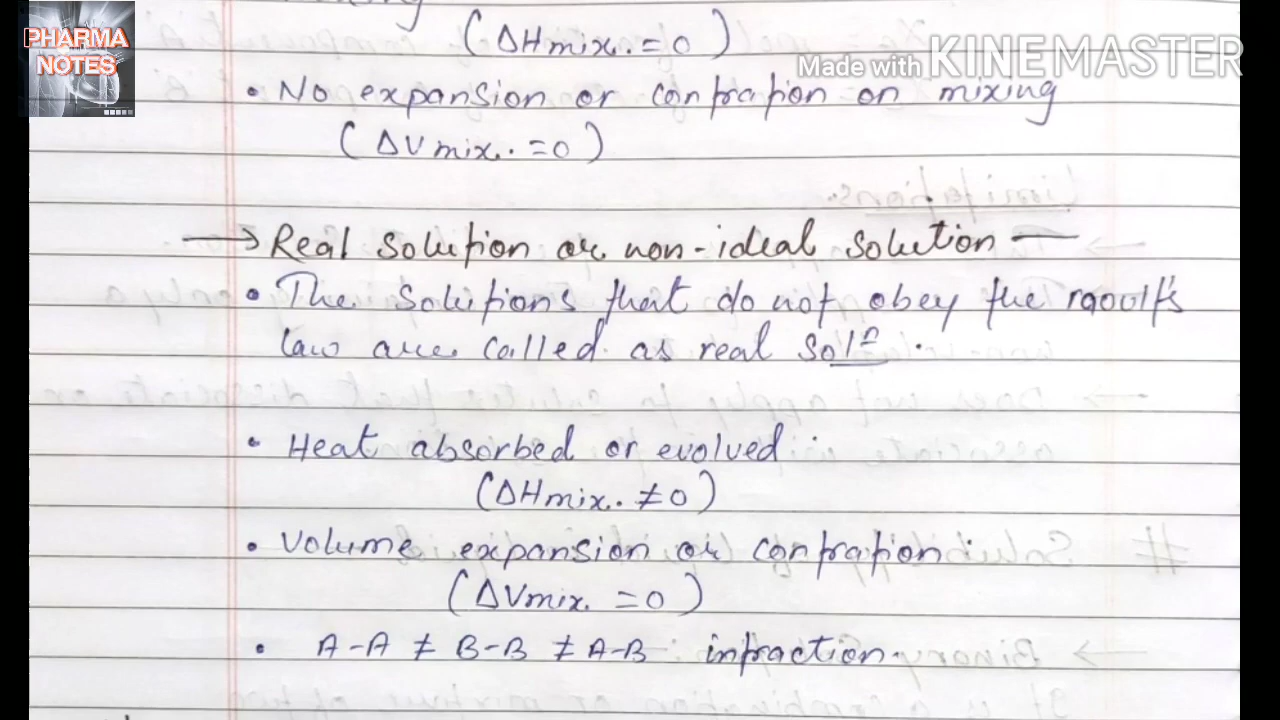 PHARMA
NOTES
Made with KINEMASTER
(ΔHmix. = 0)
• No expansion or contraction on mixing
(ΔVmix. = 0)
→ Real solution or non-ideal solution —
• The solutions that do not obey the raoult's
law are called as real solⁿ.
• Heat absorbed or evolved :
(ΔHmix. ≠ 0)
• Volume expansion or contraction :
(ΔVmix. = 0)
• A-A ≠ B-B ≠ A-B intraction.